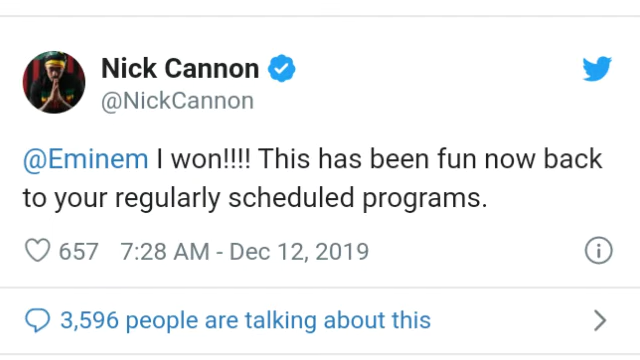 Nick Cannon
@NickCannon
@Eminem I won!!!! This has been fun now back
to your regularly scheduled programs.
657 7:28 AM - Dec 12, 2019
3,596 people are talking about this